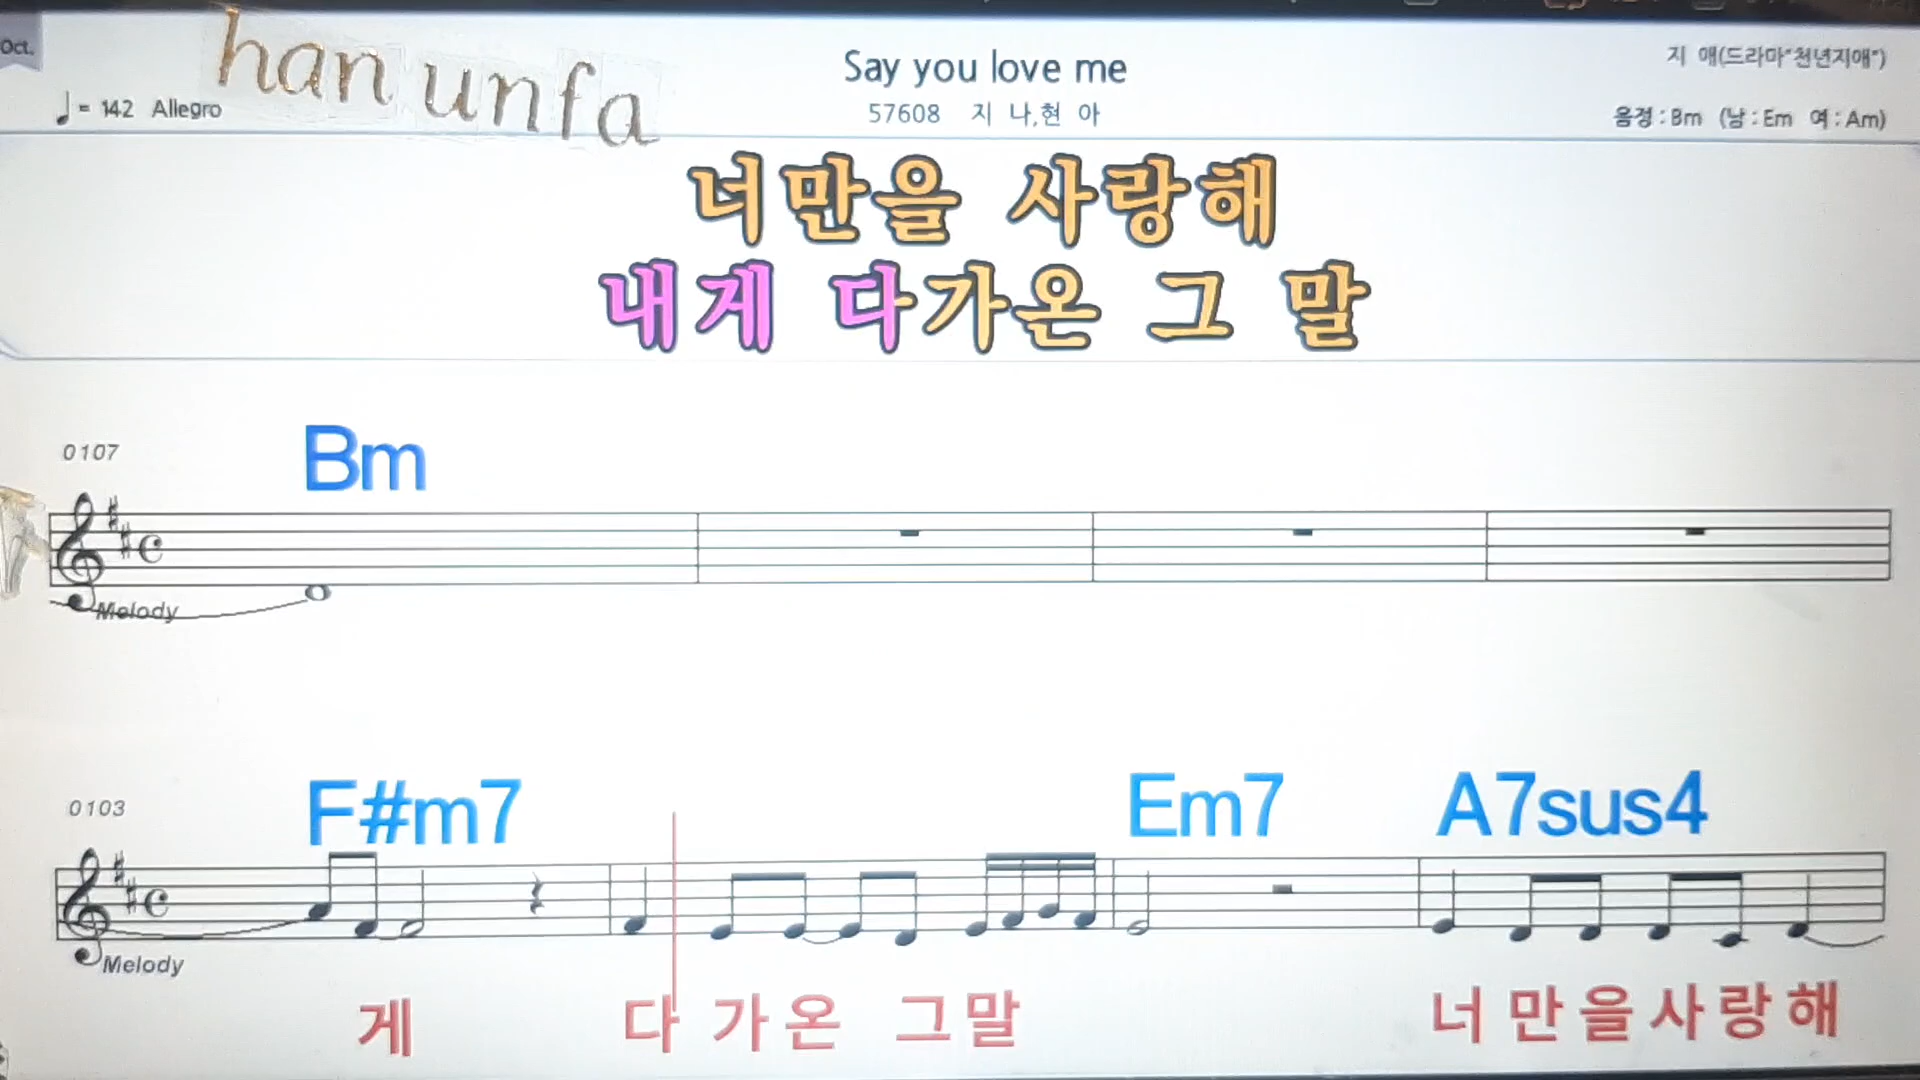 Oct.
han unfa
Say you love me
지 애(드라마"천년지애")
♩= 142 Allegro
57608 지 나,현 아
음정 : Bm (남 : Em 여 : Am)
너만을 사랑해
내게 다가온 그 말
0107
Bm
Melody
0103
F#m7 Em7 A7sus4
Melody
게 다 가온 그말 너 만을사랑해